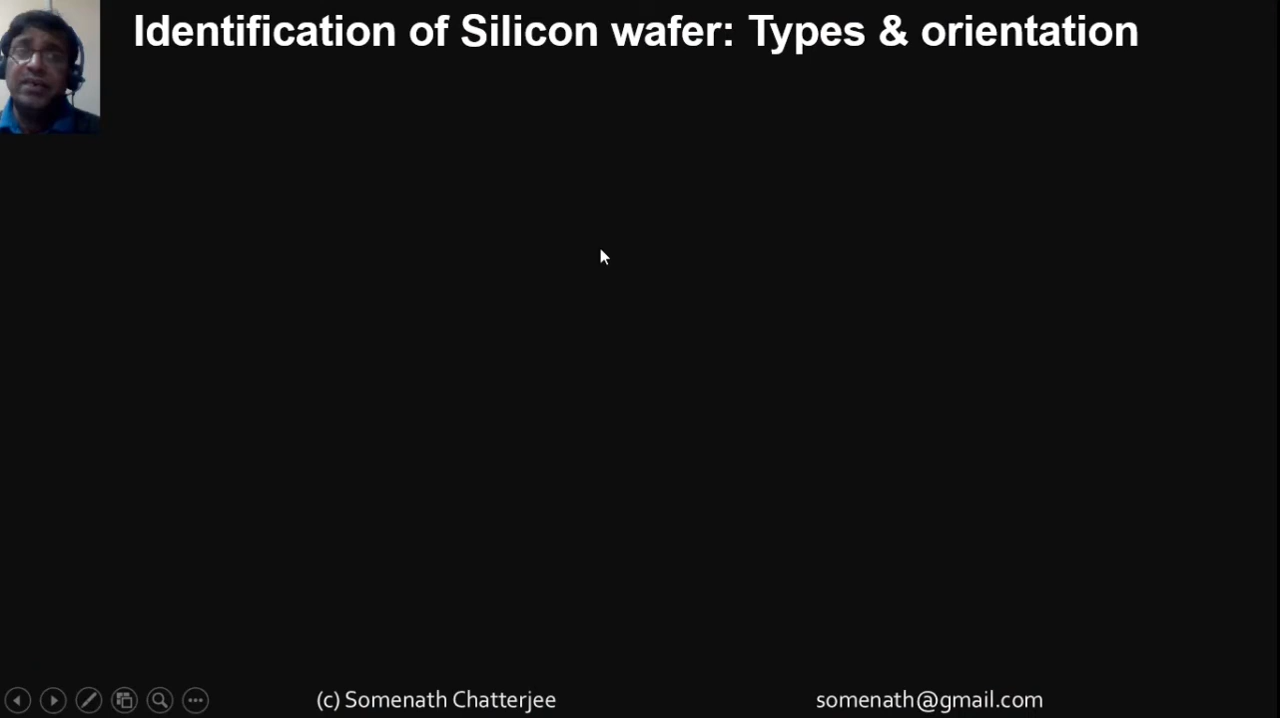 Identification of Silicon wafer: Types & orientation
(c) Somenath Chatterjee
somenath@gmail.com